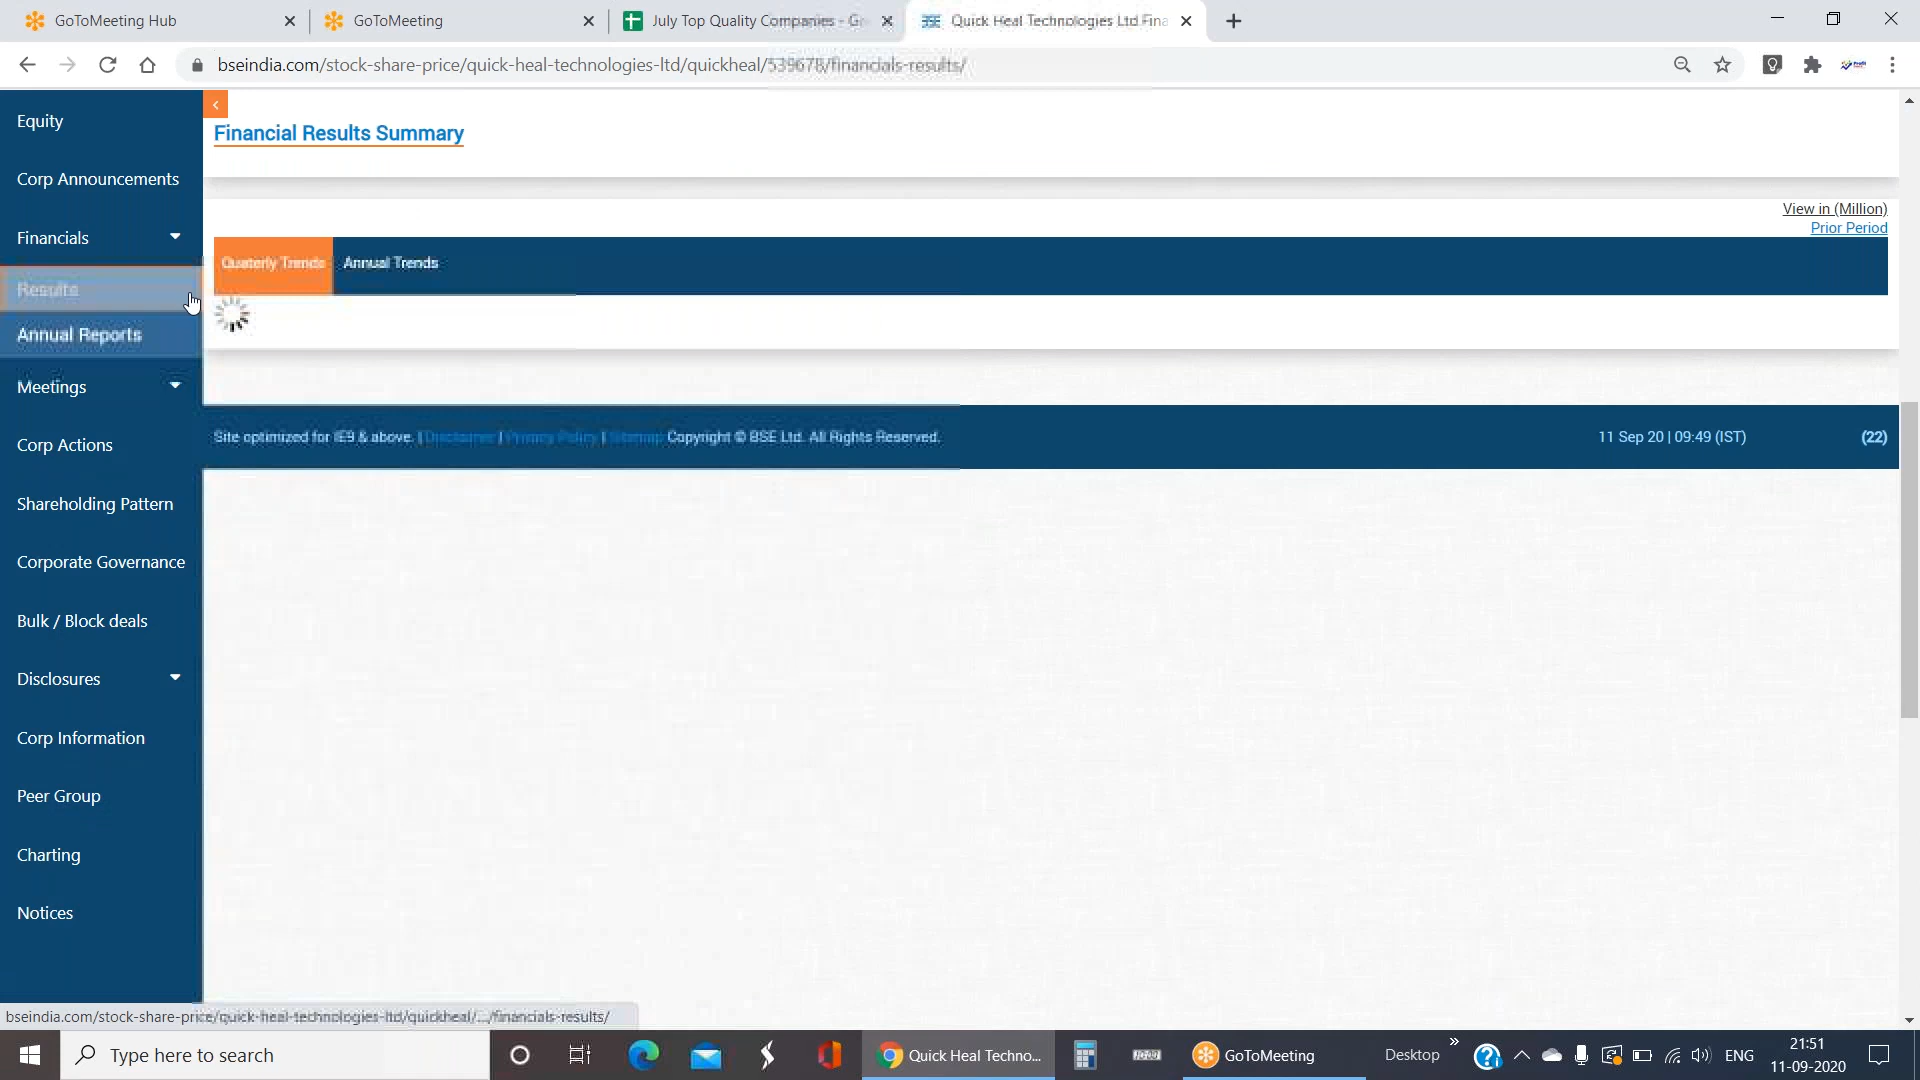 GoToMeeting Hub
GoToMeeting
July Top Quality Companies - Go
Quick Heal Technologies Ltd Fina
bseindia.com/stock-share-price/quick-heal-technologies-ltd/quickheal/539678/financials-results/
Equity
Corp Announcements
Financials
Results
Annual Reports
Meetings
Corp Actions
Shareholding Pattern
Corporate Governance
Bulk / Block deals
Disclosures
Corp Information
Peer Group
Charting
Notices
Financial Results Summary
View in (Million)
Prior Period
Quaterly Trends
Annual Trends
Site optimized for IE9 & above. | Disclaimer | Privacy Policy | Sitemap Copyright © BSE Ltd. All Rights Reserved.
11 Sep 20 | 09:49 (IST)
(22)
bseindia.com/stock-share-price/quick-heal-technologies-ltd/quickheal/.../financials-results/
Type here to search
Quick Heal Techno...
GoToMeeting
Desktop
ENG
21:51
11-09-2020